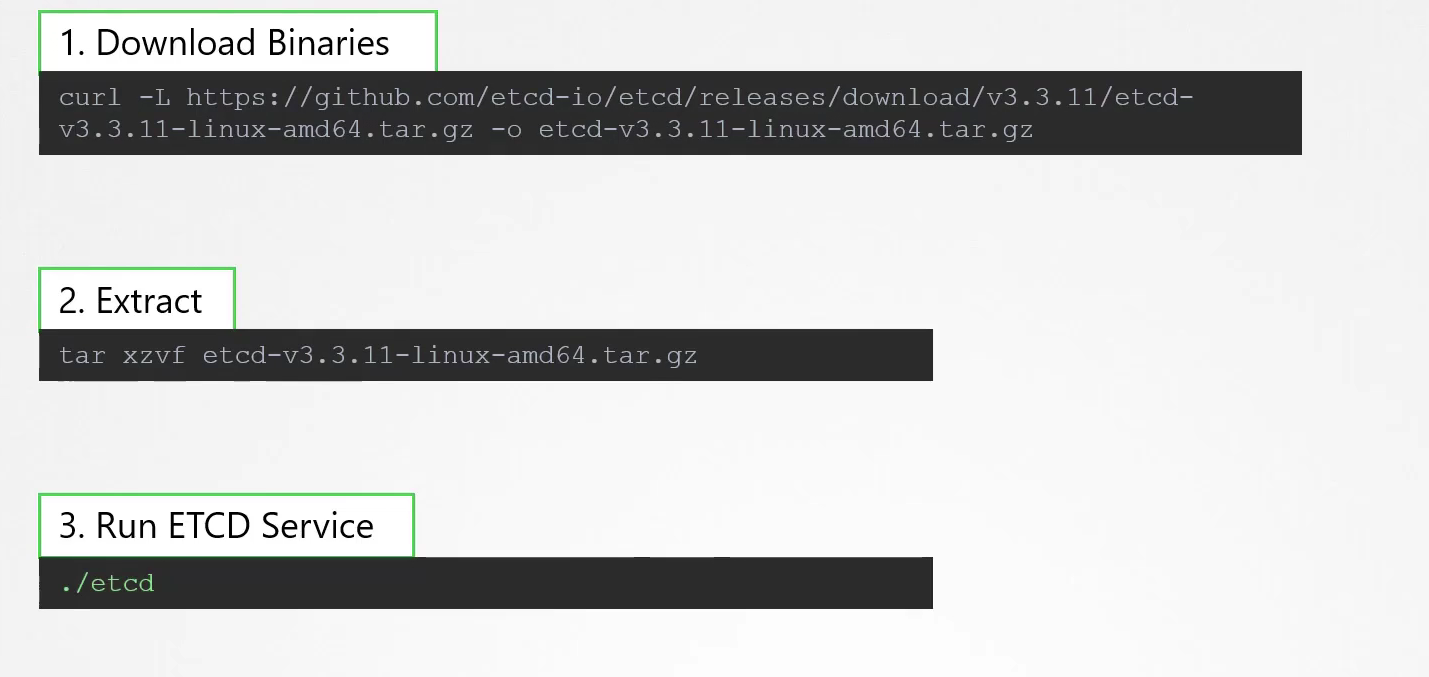 1. Download Binaries
curl -L https://github.com/etcd-io/etcd/releases/download/v3.3.11/etcd-
v3.3.11-linux-amd64.tar.gz -o etcd-v3.3.11-linux-amd64.tar.gz
2. Extract
tar xzvf etcd-v3.3.11-linux-amd64.tar.gz
3. Run ETCD Service
./etcd